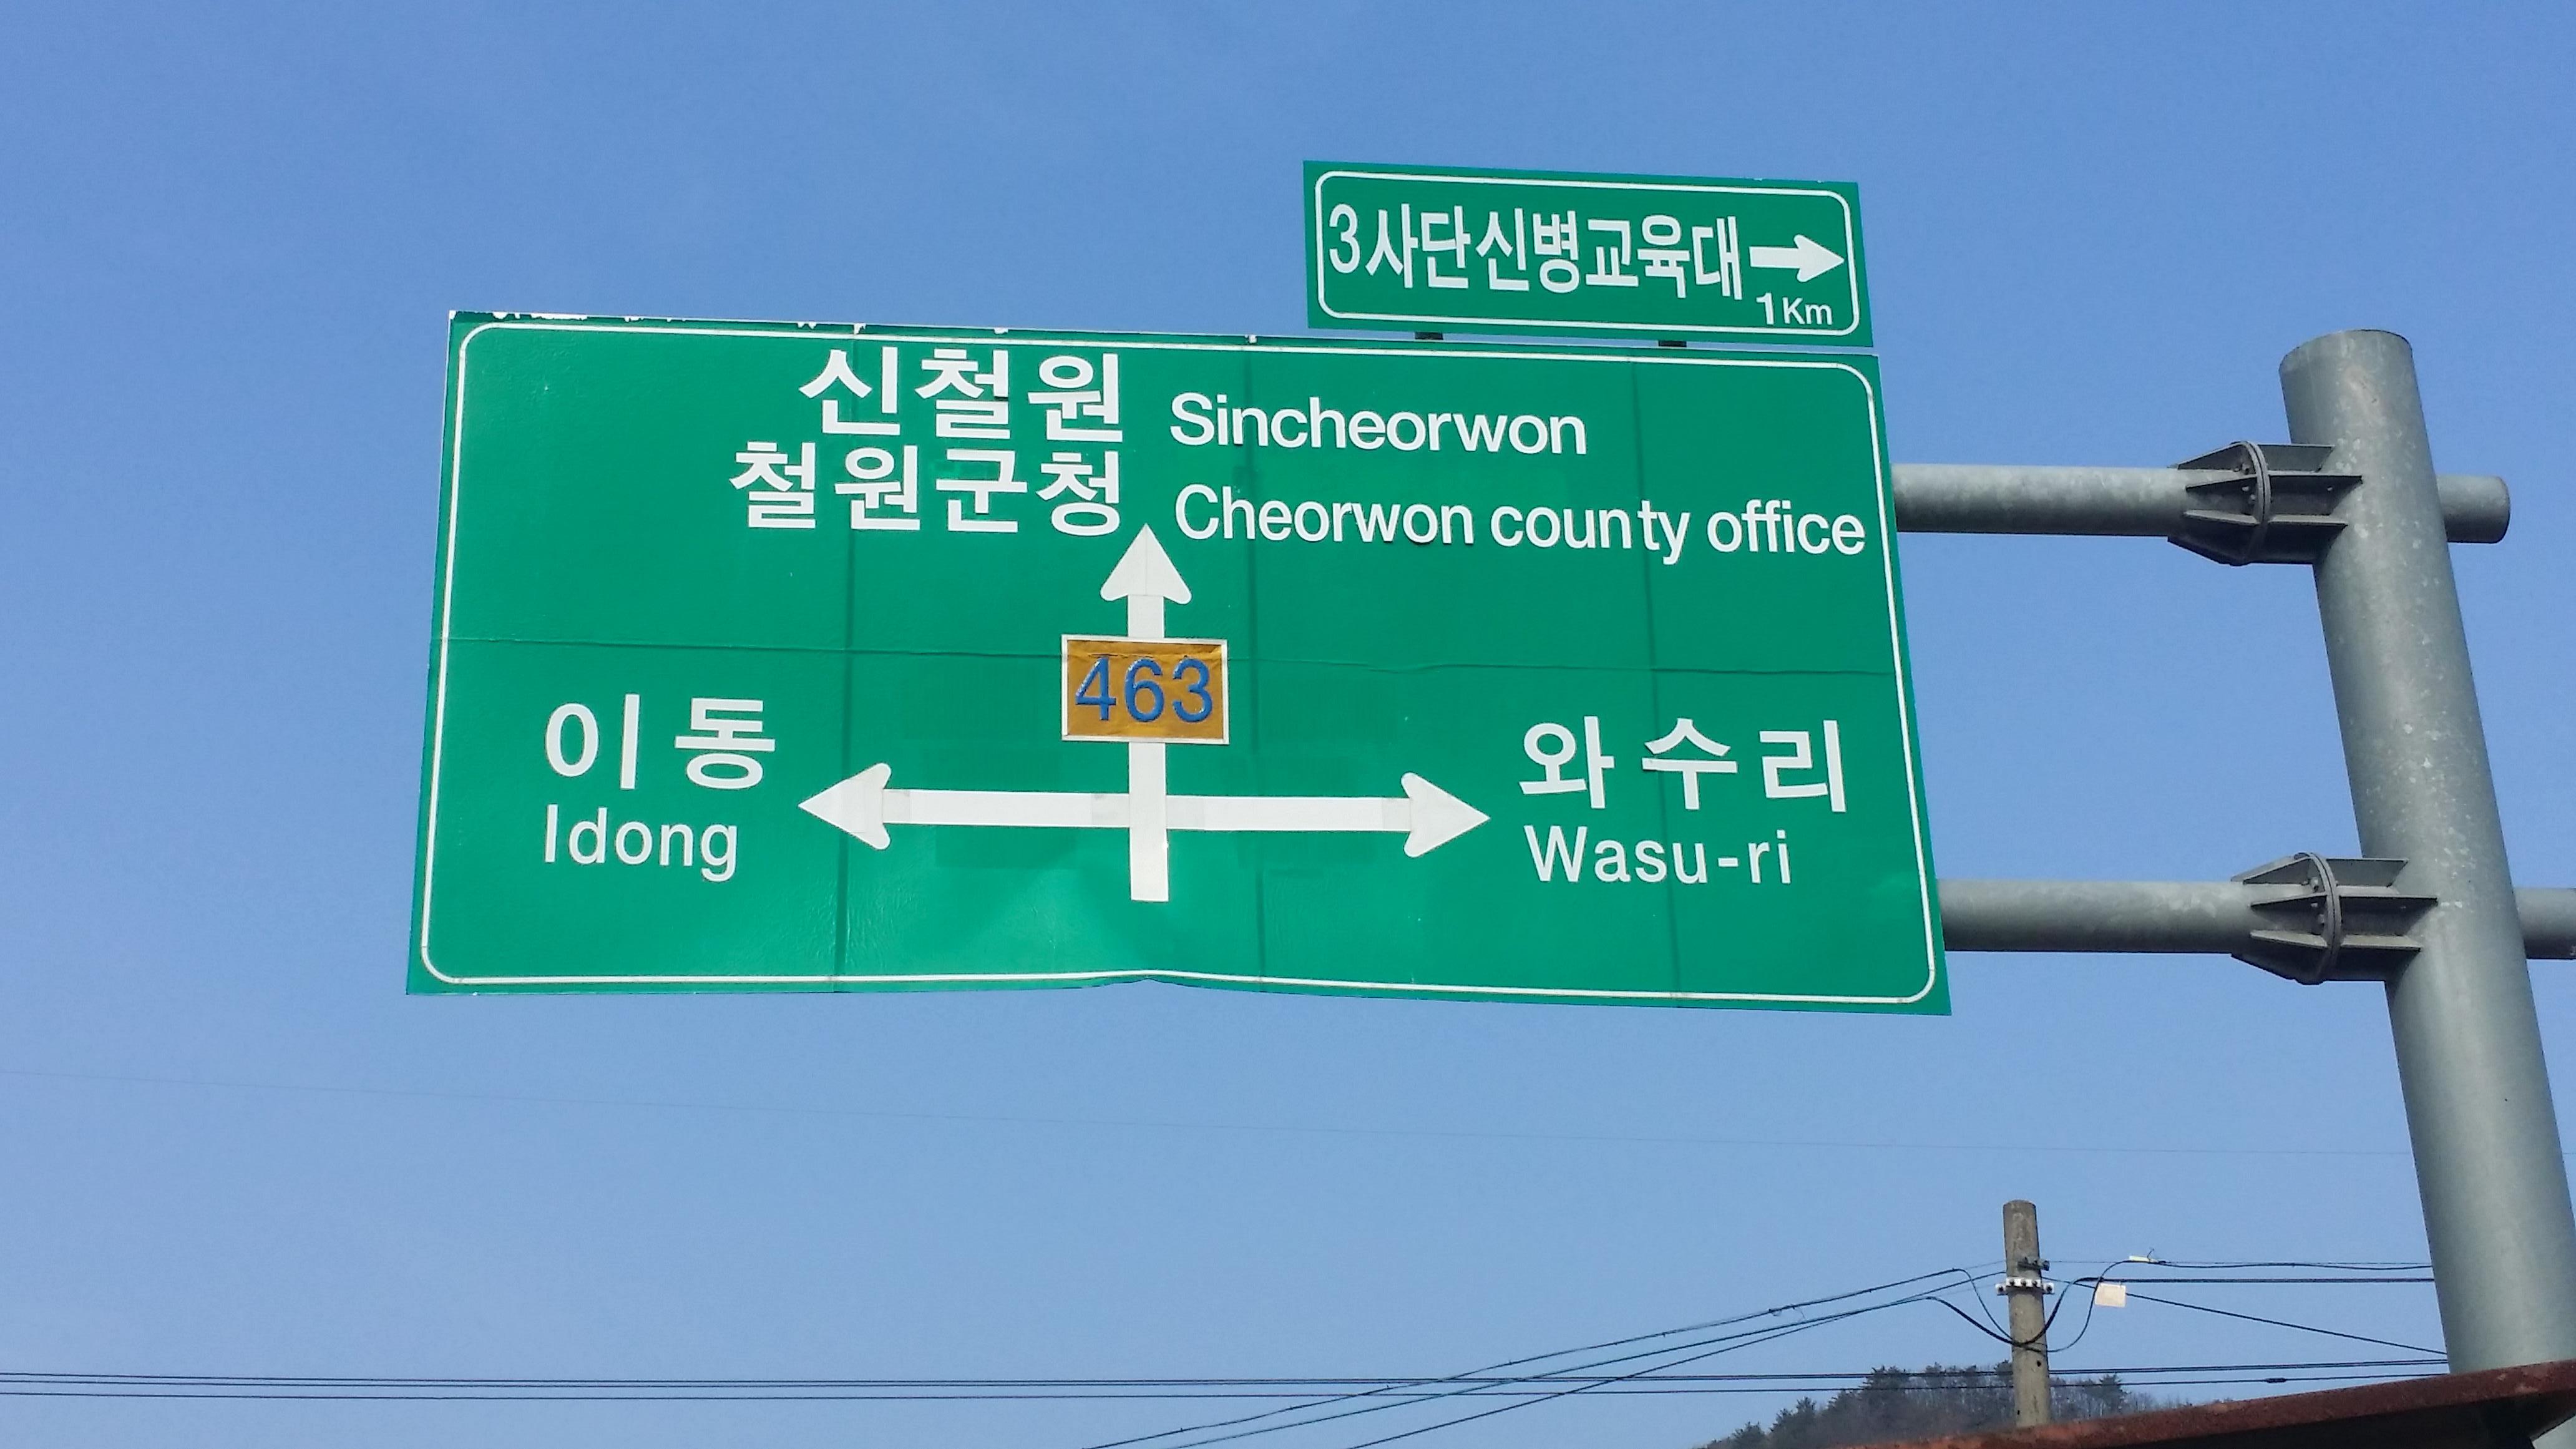 3사단신병교육대
1Km
신철원 Sincheorwon
철원군청 Cheorwon county office
463
이동
Idong
와수리
Wasu-ri